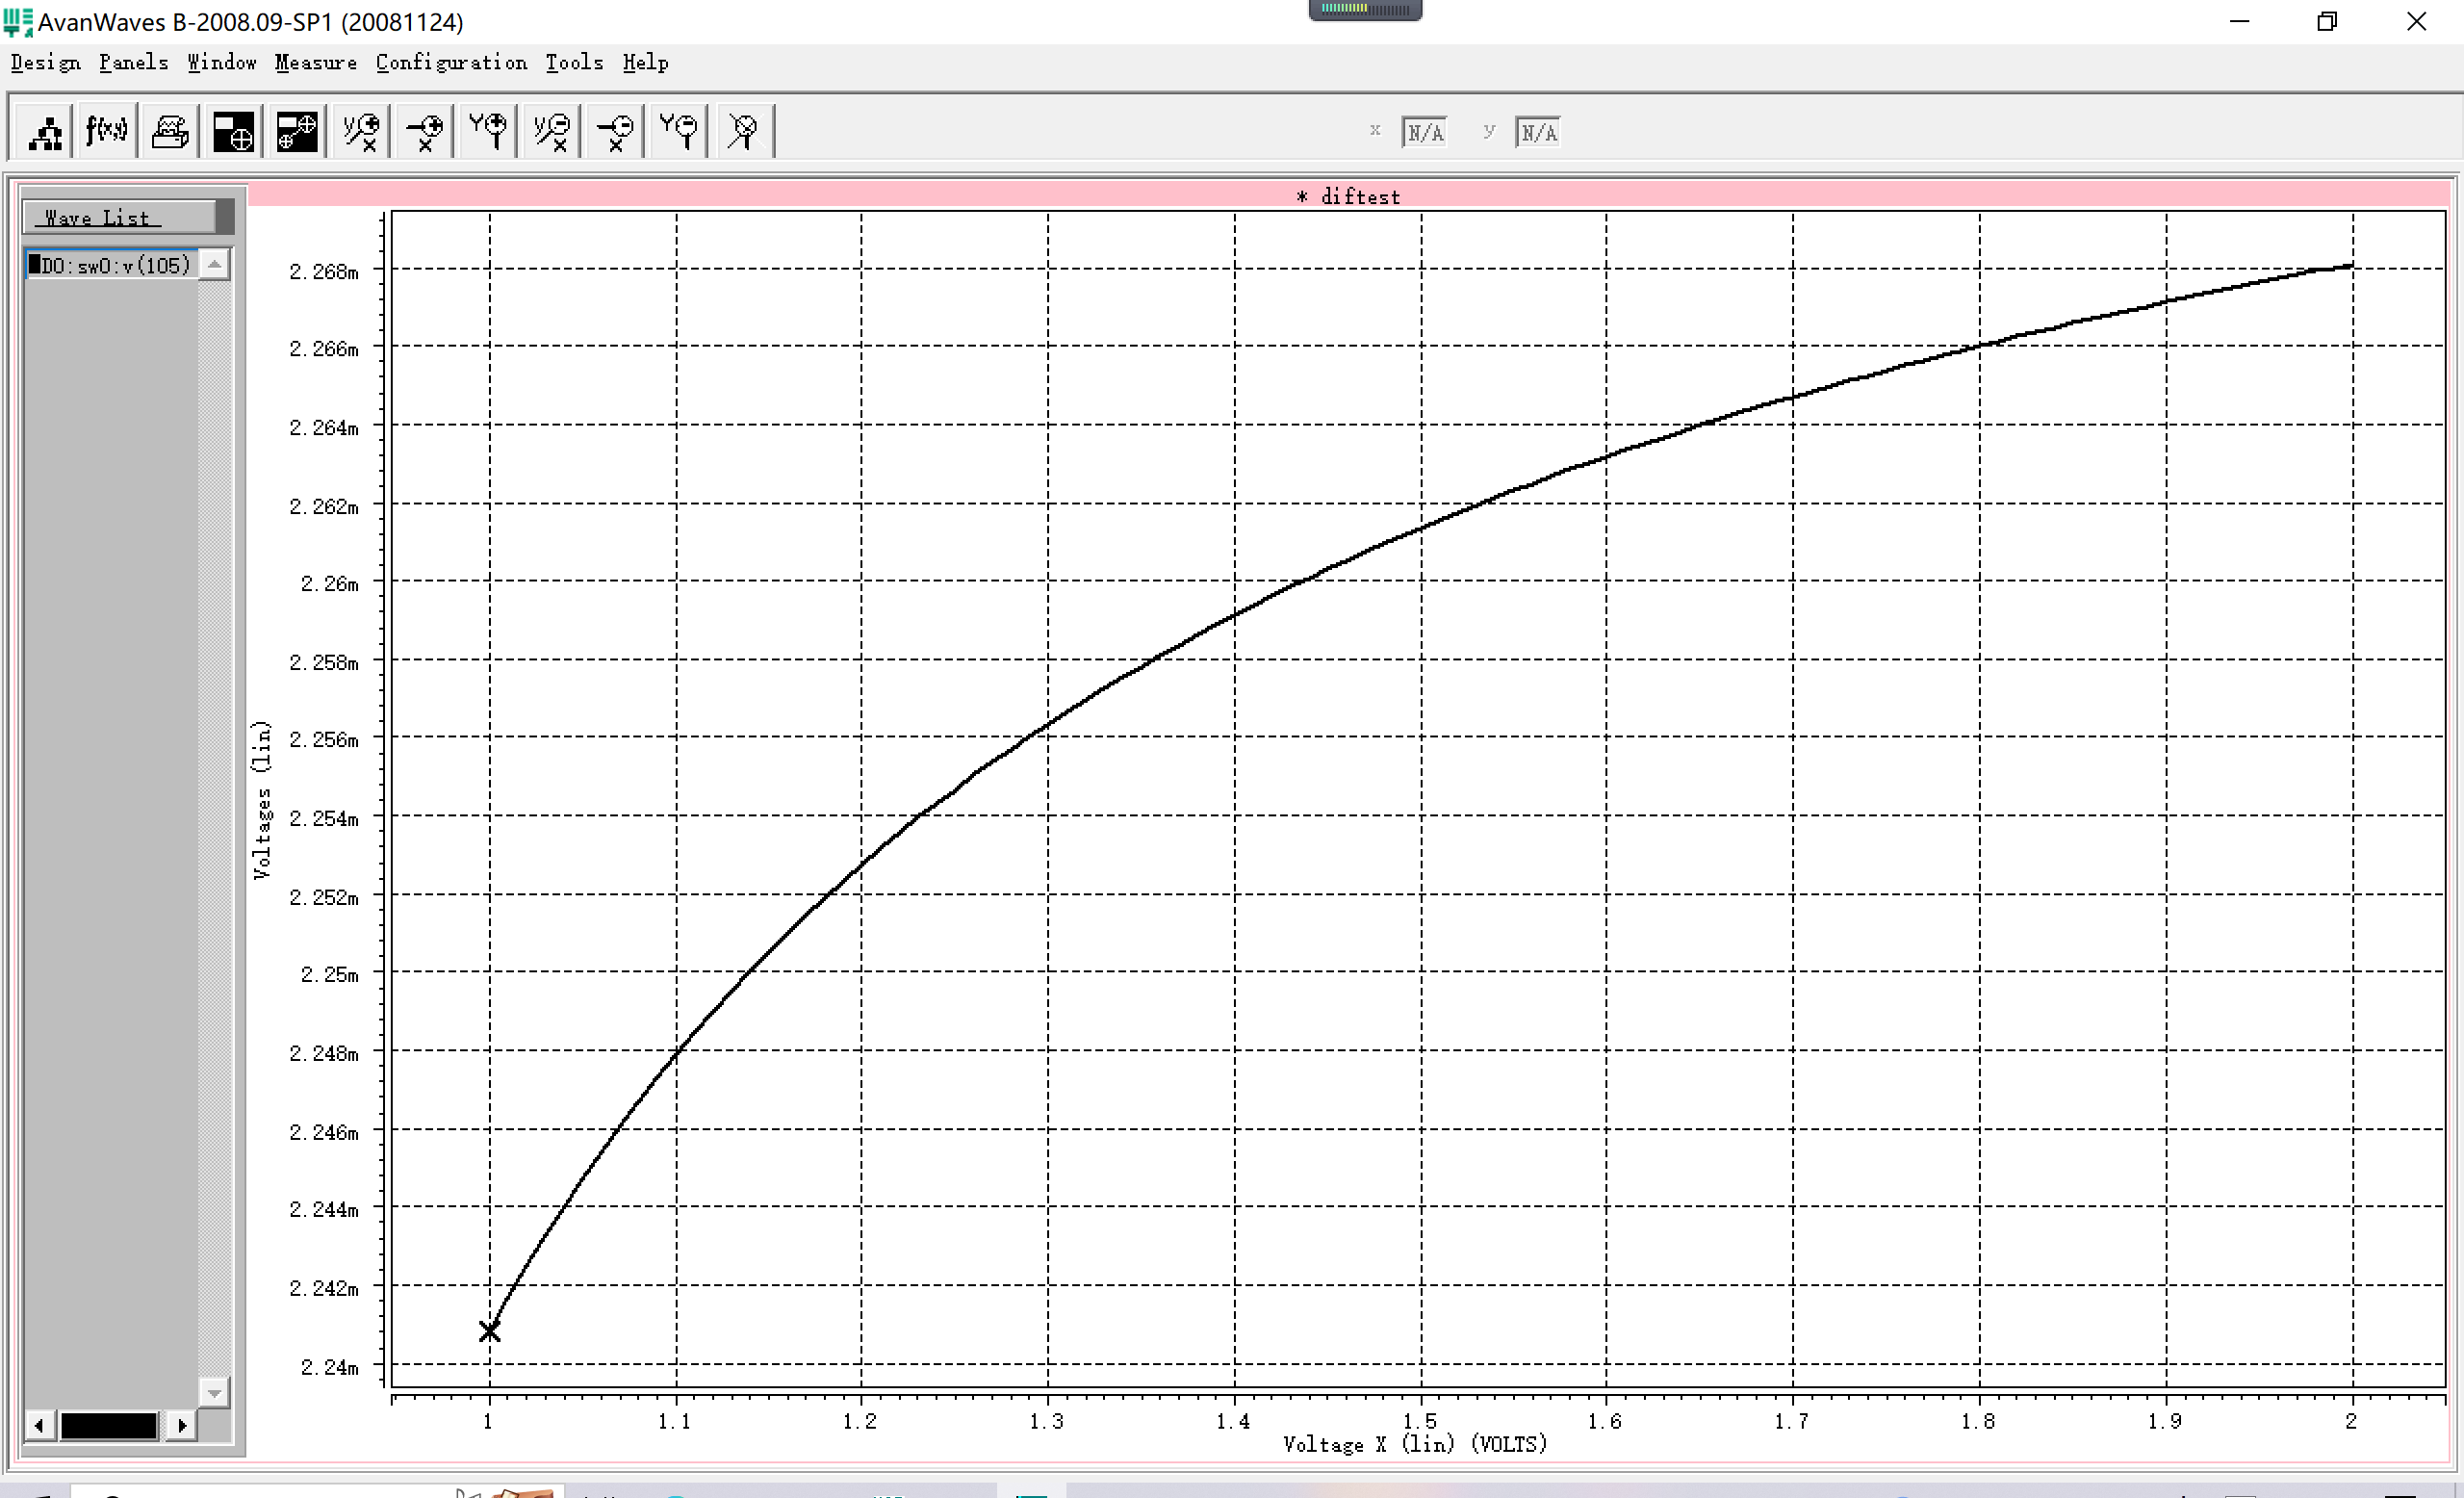 AvanWaves B-2008.09-SP1 (20081124)
Design Panels Window Measure Configuration Tools Help
f(x,y)
x N/A y N/A
* diftest
Wave List
D0:sw0:v(105)
Voltages (lin)
2.268m
2.266m
2.264m
2.262m
2.26m
2.258m
2.256m
2.254m
2.252m
2.25m
2.248m
2.246m
2.244m
2.242m
2.24m
1 1.1 1.2 1.3 1.4 1.5 1.6 1.7 1.8 1.9 2
Voltage X (lin) (VOLTS)